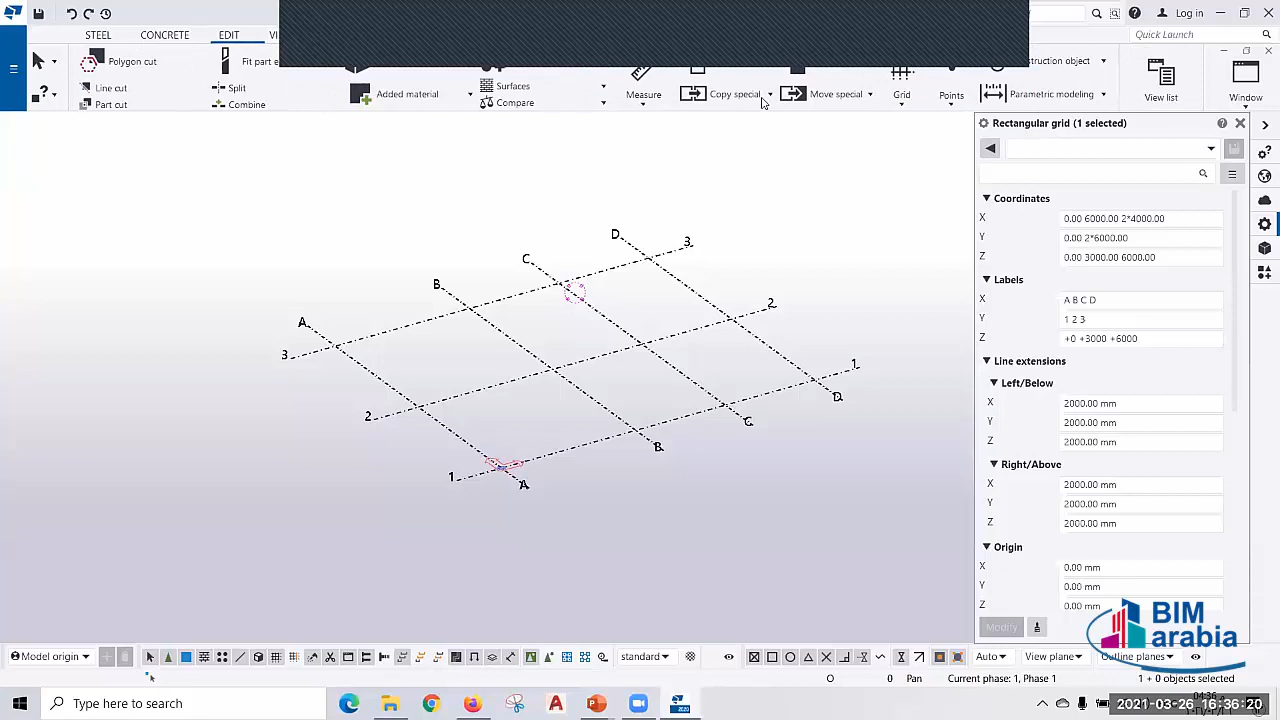 Log in
STEEL CONCRETE EDIT
Quick Launch
Polygon cut
Line cut
Part cut
Fit part e
Split
Combine
Added material
Surfaces
Compare
Measure
Copy special
Move special
Grid
Points
struction object
Parametric modeling
View list
Window
Rectangular grid (1 selected)
Coordinates
X 0.00 6000.00 2*4000.00
Y 0.00 2*6000.00
Z 0.00 3000.00 6000.00
Labels
X A B C D
Y 1 2 3
Z +0 +3000 +6000
Line extensions
Left/Below
X 2000.00 mm
Y 2000.00 mm
Z 2000.00 mm
Right/Above
X 2000.00 mm
Y 2000.00 mm
Z 2000.00 mm
Origin
X 0.00 mm
Y 0.00 mm
Z 0.00 mm
Modify
D 3
C
B
A
2
3
1
2
D
C
B
1
A
BIM
arabia
Model origin
standard
Auto
View plane
Outline planes
O 0 Pan Current phase: 1, Phase 1 1 + 0 objects selected
Type here to search
2021-03-26 16:36:20